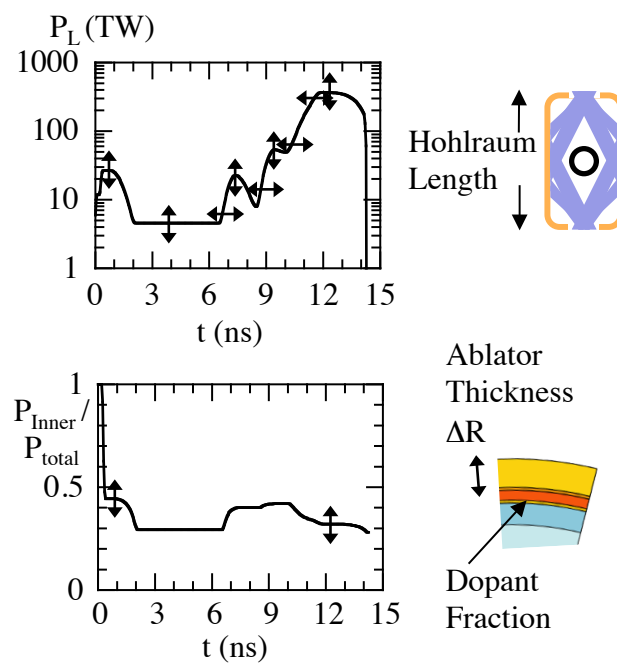 P_L (TW)
1000
100
10
1
0 3 6 9 12 15
t (ns)
Hohlraum
Length
1
P_Inner /
P_total
0.5
0
0 3 6 9 12 15
t (ns)
Ablator
Thickness
ΔR
Dopant
Fraction